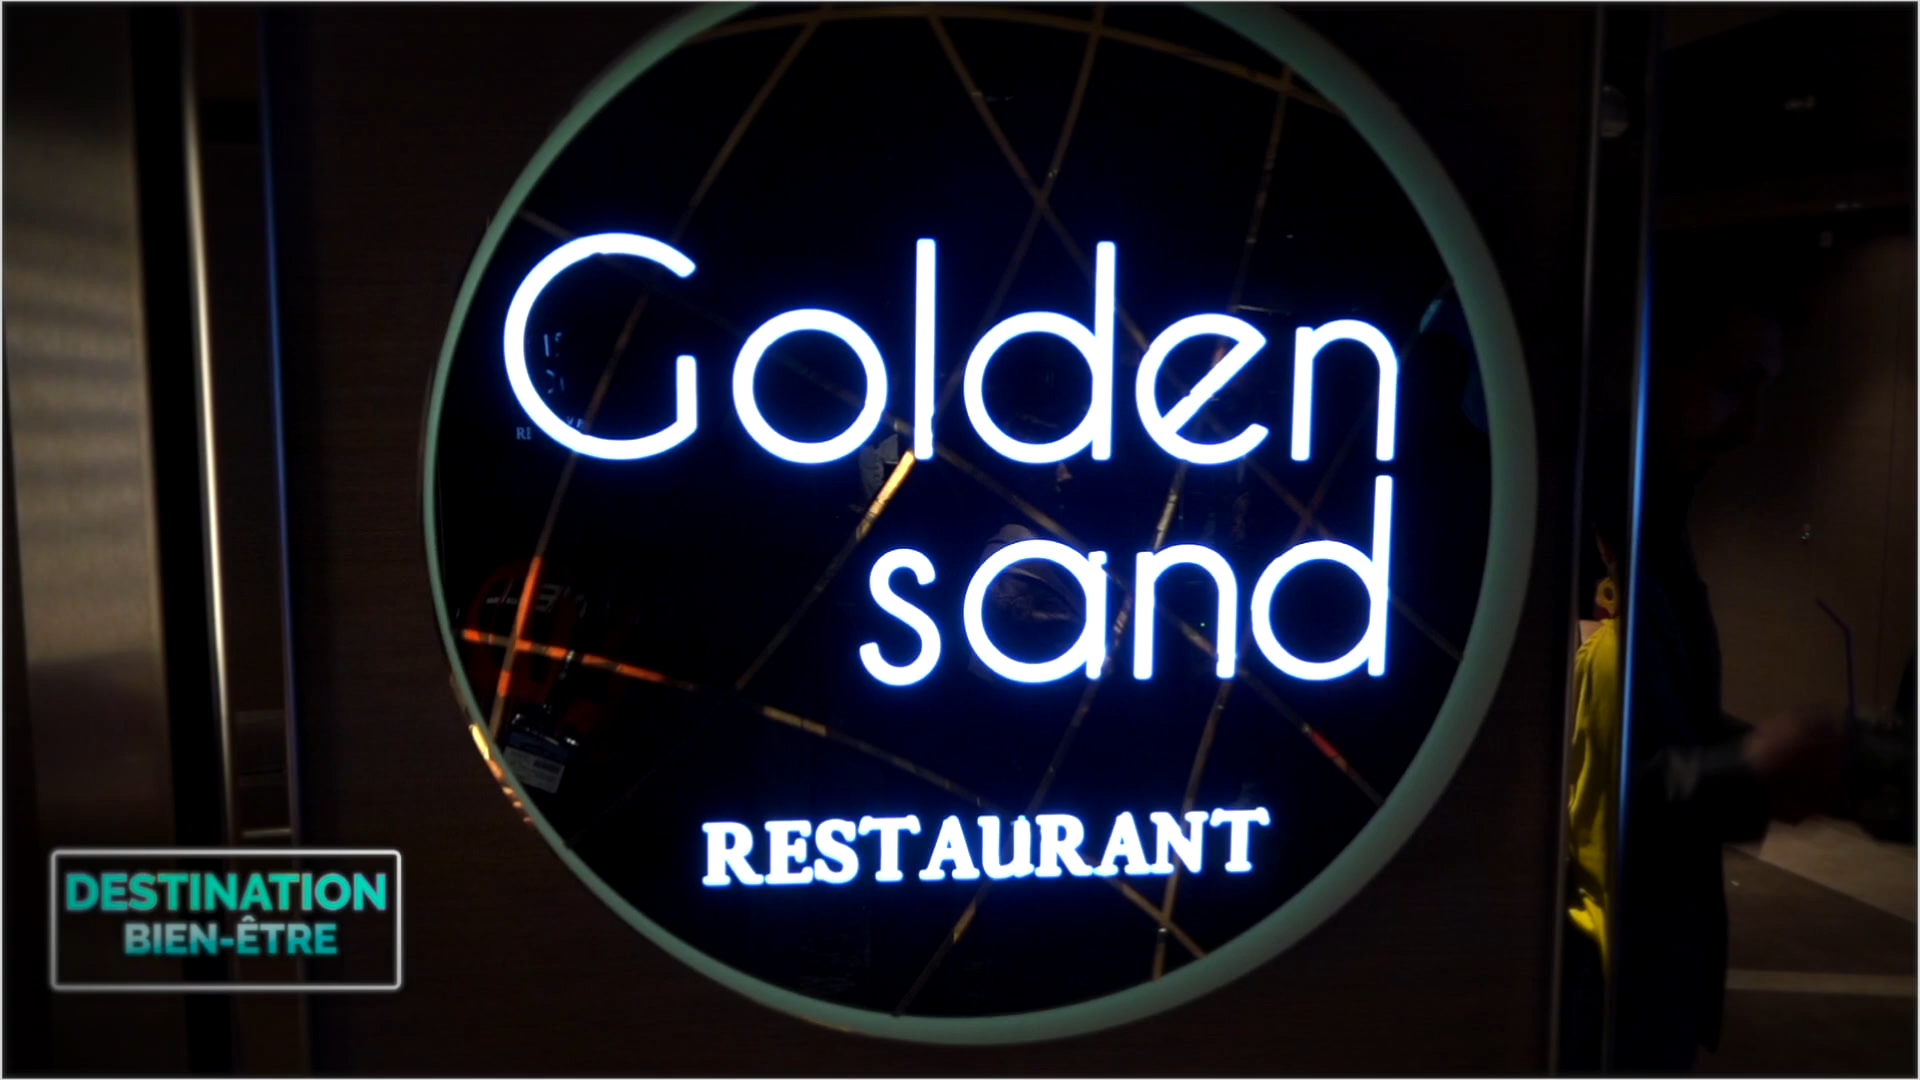 Golden
sand
RESTAURANT
DESTINATION
BIEN-ÊTRE